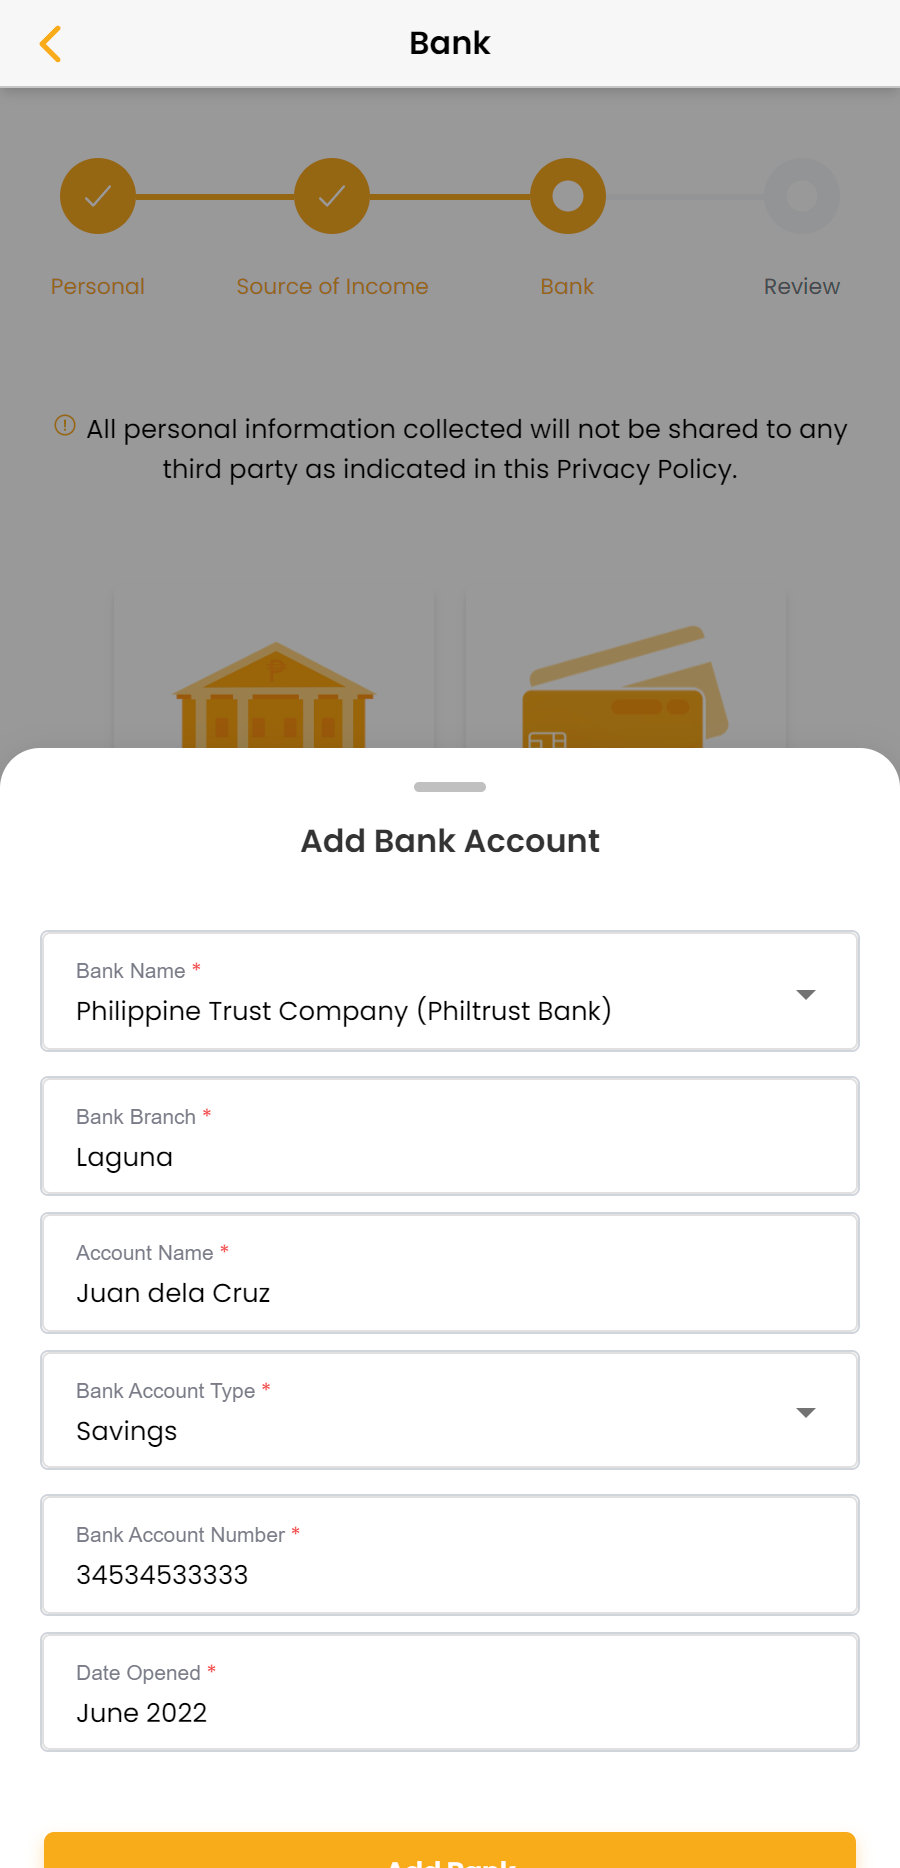 Bank
Personal
Source of Income
Bank
Review
All personal information collected will not be shared to any
third party as indicated in this Privacy Policy.
Add Bank Account
Bank Name *
Philippine Trust Company (Philtrust Bank)
Bank Branch *
Laguna
Account Name *
Juan dela Cruz
Bank Account Type *
Savings
Bank Account Number *
34534533333
Date Opened *
June 2022
Add Bank